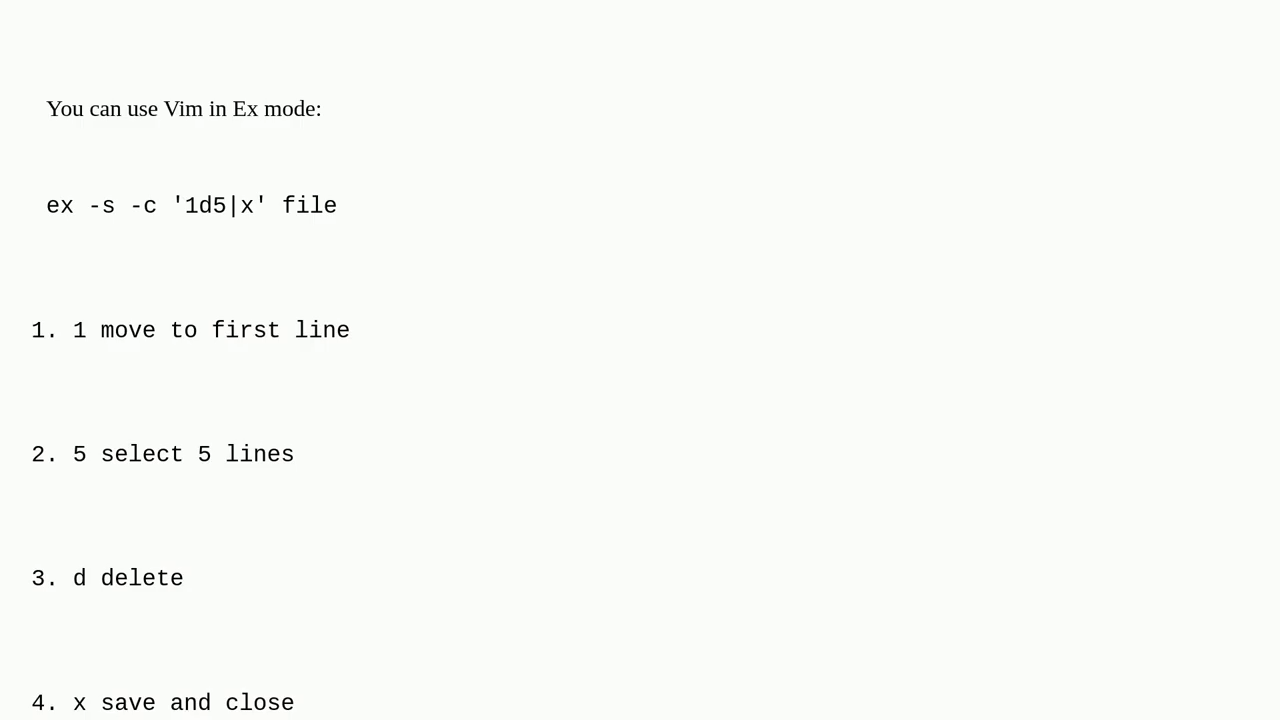 You can use Vim in Ex mode:
ex -s -c '1d5|x' file
1. 1 move to first line
2. 5 select 5 lines
3. d delete
4. x save and close